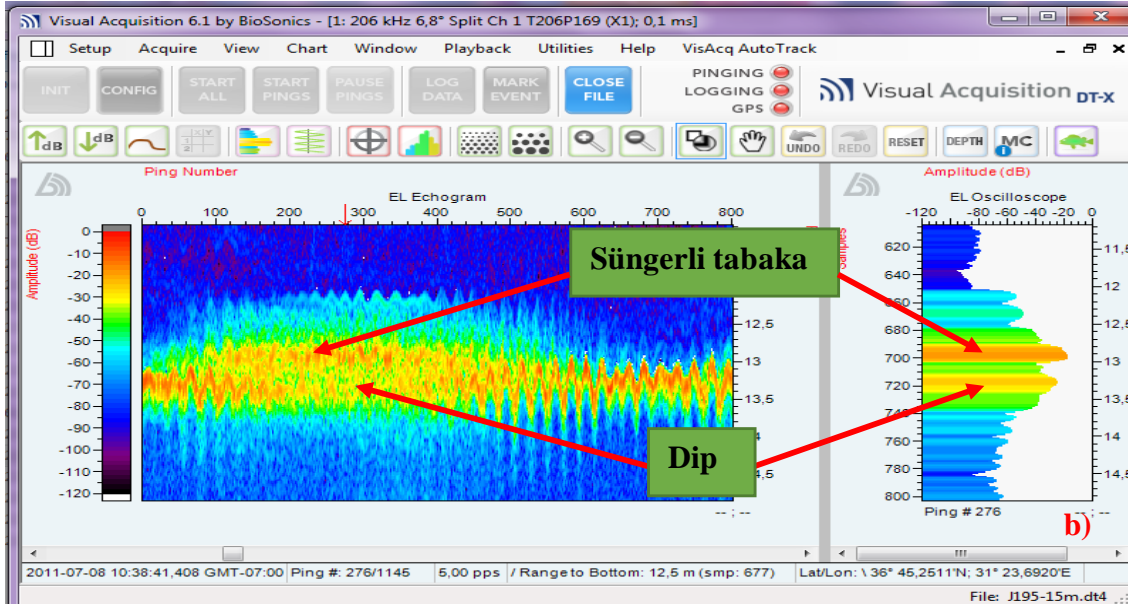 Visual Acquisition 6.1 by BioSonics - [1: 206 kHz 6,8° Split Ch 1 T206P169 (X1); 0,1 ms]
Setup Acquire View Chart Window Playback Utilities Help VisAcq AutoTrack
INIT CONFIG START ALL START PINGS PAUSE PINGS LOG DATA MARK EVENT CLOSE FILE
PINGING
LOGGING
GPS
Visual Acquisition DT-X
dB dB UNDO REDO RESET DEPTH MC
Ping Number
EL Echogram
0 100 200 300 400 500 600 700 800
Amplitude (dB)
0
-10
-20
-30
-40
-50
-60
-70
-80
-90
-100
-110
-120
12,5
13
13,5
-- ; --
Süngerli tabaka
Dip
Amplitude (dB)
EL Oscilloscope
-120 -80 -60 -40 -20 0
620
640
680
700
720
740
760
780
800
11,5
12
12,5
13
13,5
14
14,5
Ping # 276
-- ; --
b)
2011-07-08 10:38:41,408 GMT-07:00 Ping #: 276/1145 5,00 pps / Range to Bottom: 12,5 m (smp: 677) Lat/Lon: \ 36° 45,2511'N; 31° 23,6920'E
File: J195-15m.dt4